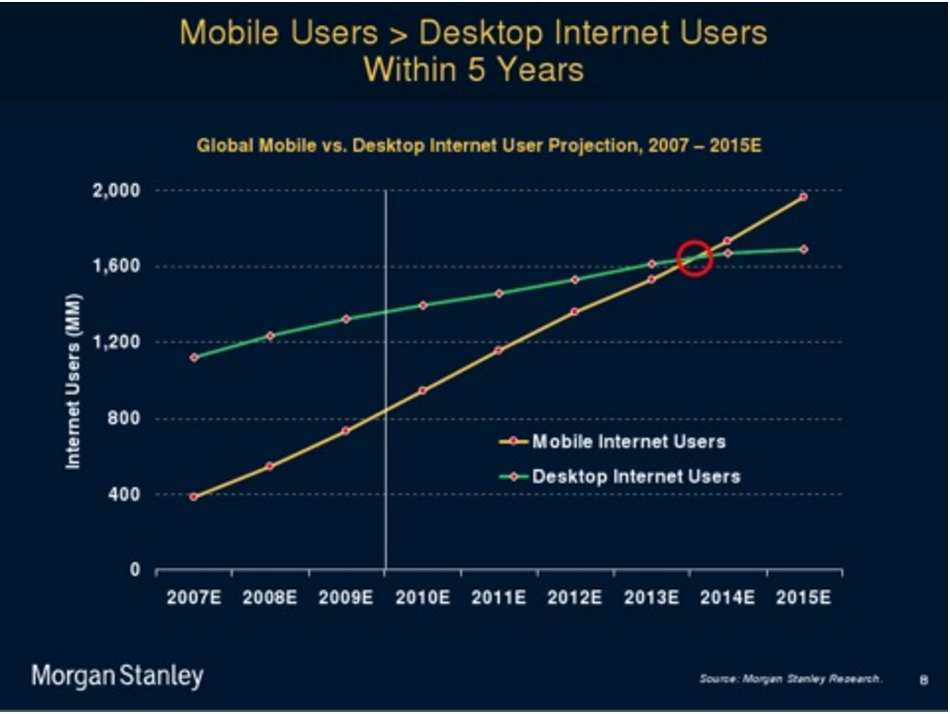 Mobile Users > Desktop Internet Users
Within 5 Years
Global Mobile vs. Desktop Internet User Projection, 2007 – 2015E
2,000
1,600
1,200
800
400
0
Internet Users (MM)
Mobile Internet Users
Desktop Internet Users
2007E 2008E 2009E 2010E 2011E 2012E 2013E 2014E 2015E
Morgan Stanley
Source: Morgan Stanley Research.
8